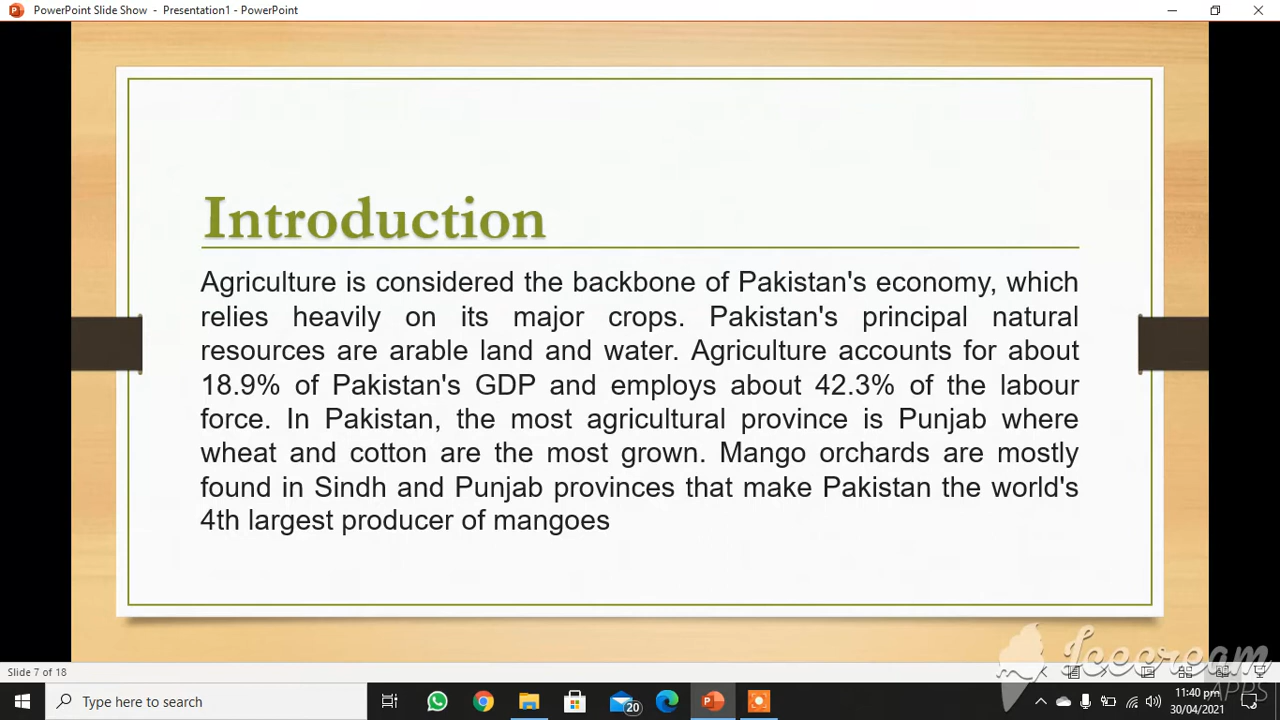 PowerPoint Slide Show - Presentation1 - PowerPoint
Introduction
Agriculture is considered the backbone of Pakistan's economy, which
relies heavily on its major crops. Pakistan's principal natural
resources are arable land and water. Agriculture accounts for about
18.9% of Pakistan's GDP and employs about 42.3% of the labour
force. In Pakistan, the most agricultural province is Punjab where
wheat and cotton are the most grown. Mango orchards are mostly
found in Sindh and Punjab provinces that make Pakistan the world's
4th largest producer of mangoes
Slide 7 of 18
Icecream
APPS
Type here to search
20
11:40 pm
30/04/2021
3